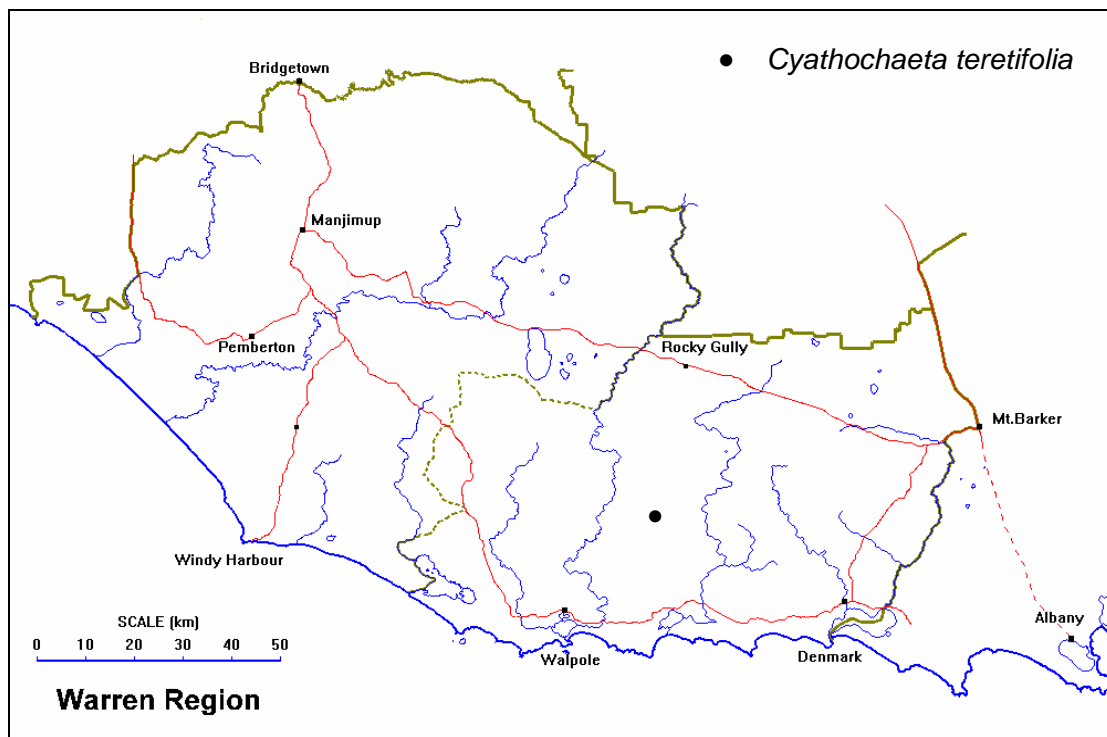 Cyathochaeta teretifolia
Bridgetown
Manjimup
Pemberton
Rocky Gully
Mt.Barker
Windy Harbour
SCALE (km)
0 10 20 30 40 50
Walpole
Denmark
Albany
Warren Region